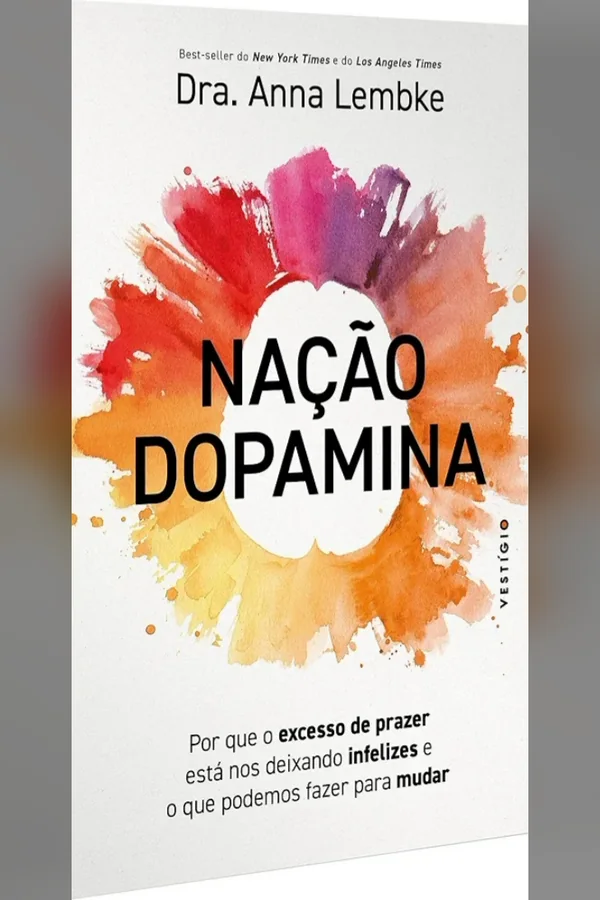 Best-seller do New York Times e do Los Angeles Times
Dra. Anna Lembke
NAÇÃO
DOPAMINA
VESTÍGIO
Por que o excesso de prazer
está nos deixando infelizes e
o que podemos fazer para mudar